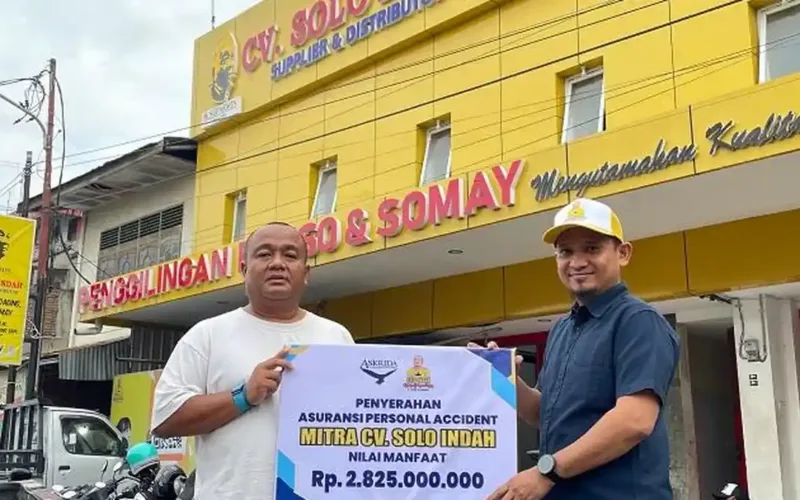 CV. SOLO
SUPPLIER & DISTRIBUTO
PENGGILINGAN SO & SOMAY
Mengutamakan Kualita
ASKRIDA
PENYERAHAN
ASURANSI PERSONAL ACCIDENT
MITRA CV. SOLO INDAH
NILAI MANFAAT
Rp. 2.825.000.000